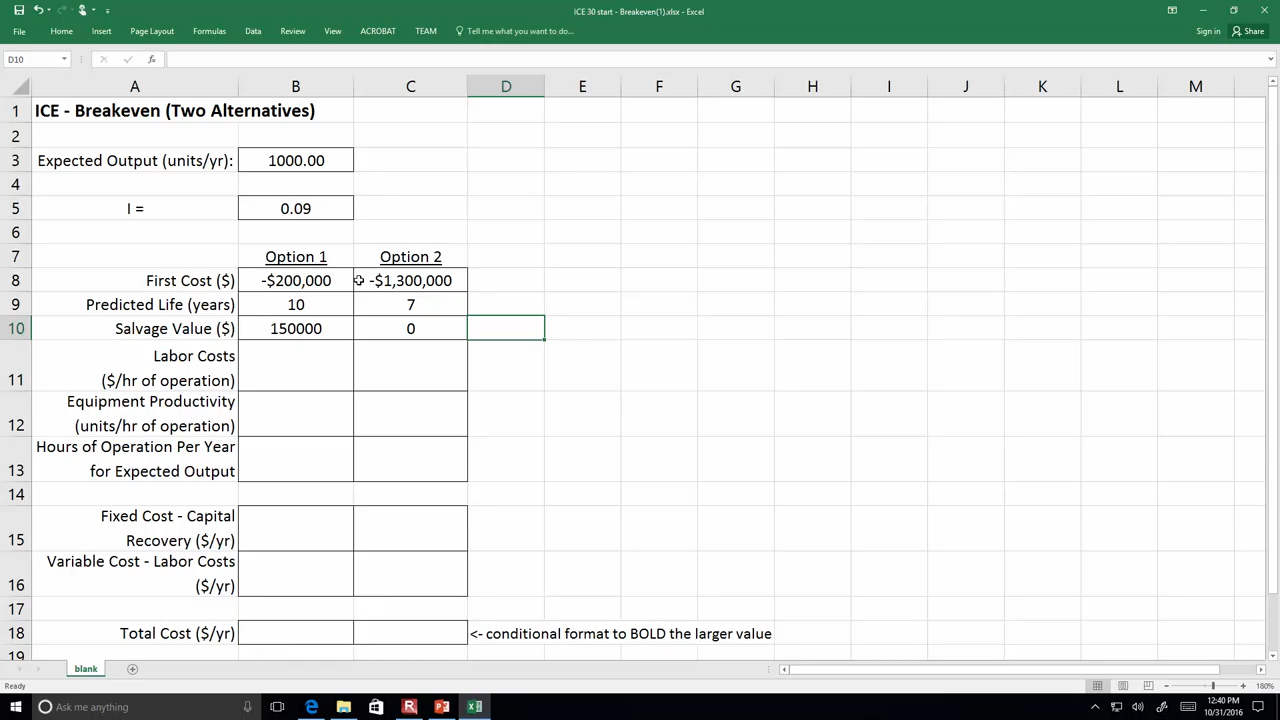 ICE 30 start - Breakeven(1).xlsx - Excel
File Home Insert Page Layout Formulas Data Review View ACROBAT TEAM Tell me what you want to do... Sign in Share
D10 fx
A B C D E F G H I J K L M
1 ICE - Breakeven (Two Alternatives)
2
3 Expected Output (units/yr): 1000.00
4
5 I = 0.09
6
7 Option 1 Option 2
8 First Cost ($) -$200,000 -$1,300,000
9 Predicted Life (years) 10 7
10 Salvage Value ($) 150000 0
Labor Costs
11 ($/hr of operation)
Equipment Productivity
12 (units/hr of operation)
Hours of Operation Per Year
13 for Expected Output
14
Fixed Cost - Capital
15 Recovery ($/yr)
Variable Cost - Labor Costs
16 ($/yr)
17
18 Total Cost ($/yr) <- conditional format to BOLD the larger value
19
blank
Ready 180%
Ask me anything 12:40 PM
10/31/2016